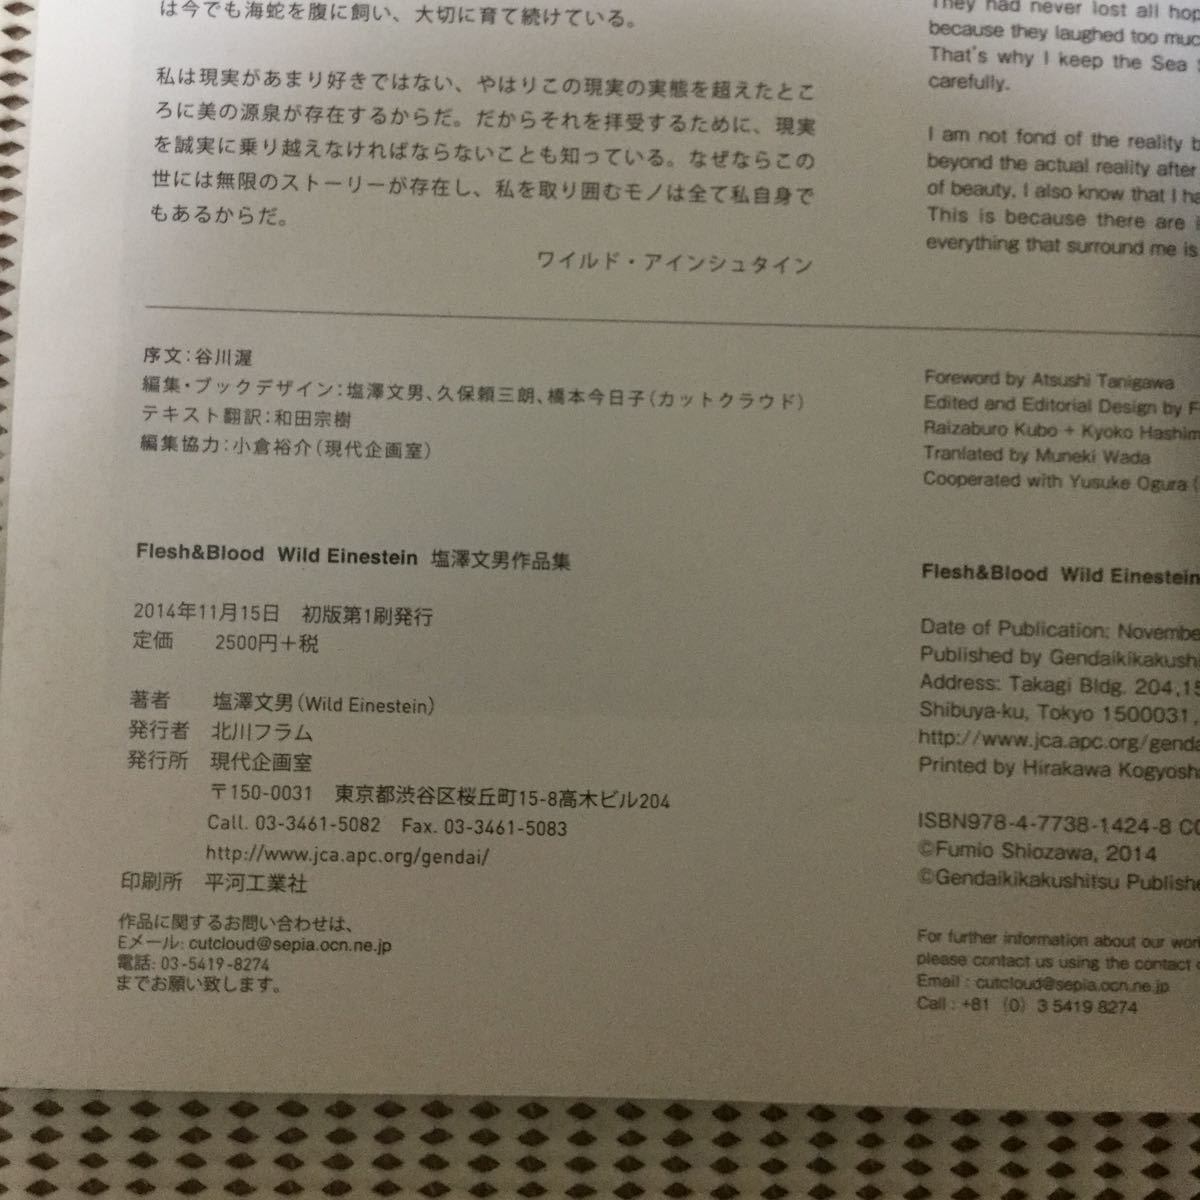 は今でも海蛇を腹に飼い、大切に育て続けている。
私は現実があまり好きではない、やはりこの現実の実態を超えたとこ
ろに美の源泉が存在するからだ。だからそれを拝受するために、現実
を誠実に乗り越えなければならないことも知っている。なぜならこの
世には無限のストーリーが存在し、私を取り囲むモノは全て私自身で
もあるからだ。
ワイルド・アインシュタイン
序文：谷川渥
編集・ブックデザイン：塩澤文男、久保頼三朗、橋本今日子（カットクラウド）
テキスト翻訳：和田宗樹
編集協力：小倉裕介（現代企画室）
Flesh&Blood Wild Einestein 塩澤文男作品集
2014年11月15日 初版第1刷発行
定価 2500円＋税
著者 塩澤文男（Wild Einestein）
発行者 北川フラム
発行所 現代企画室
〒150-0031 東京都渋谷区桜丘町15-8高木ビル204
Call. 03-3461-5082 Fax. 03-3461-5083
http://www.jca.apc.org/gendai/
印刷所 平河工業社
作品に関するお問い合わせは、
Eメール: cutcloud@sepia.ocn.ne.jp
電話: 03-5419-8274
までお願い致します。
They had never lost all hop
because they laughed too muc
That's why I keep the Sea
carefully.
I am not fond of the reality b
beyond the actual reality after
of beauty. I also know that I ha
This is because there are i
everything that surround me is
Foreword by Atsushi Tanigawa
Edited and Editorial Design by F
Raizaburo Kubo + Kyoko Hashim
Tranlated by Muneki Wada
Cooperated with Yusuke Ogura (
Flesh&Blood Wild Einestein
Date of Publication: Novembe
Published by Gendaikikakushi
Address: Takagi Bldg. 204,15
Shibuya-ku, Tokyo 1500031,
http://www.jca.apc.org/genda
Printed by Hirakawa Kogyosh
ISBN978-4-7738-1424-8 C0
©Fumio Shiozawa, 2014
©Gendaikikakushitsu Publishe
For further information about our wor
please contact us using the contact
Email : cutcloud@sepia.ocn.ne.jp
Call : +81 (0) 3 5419 8274